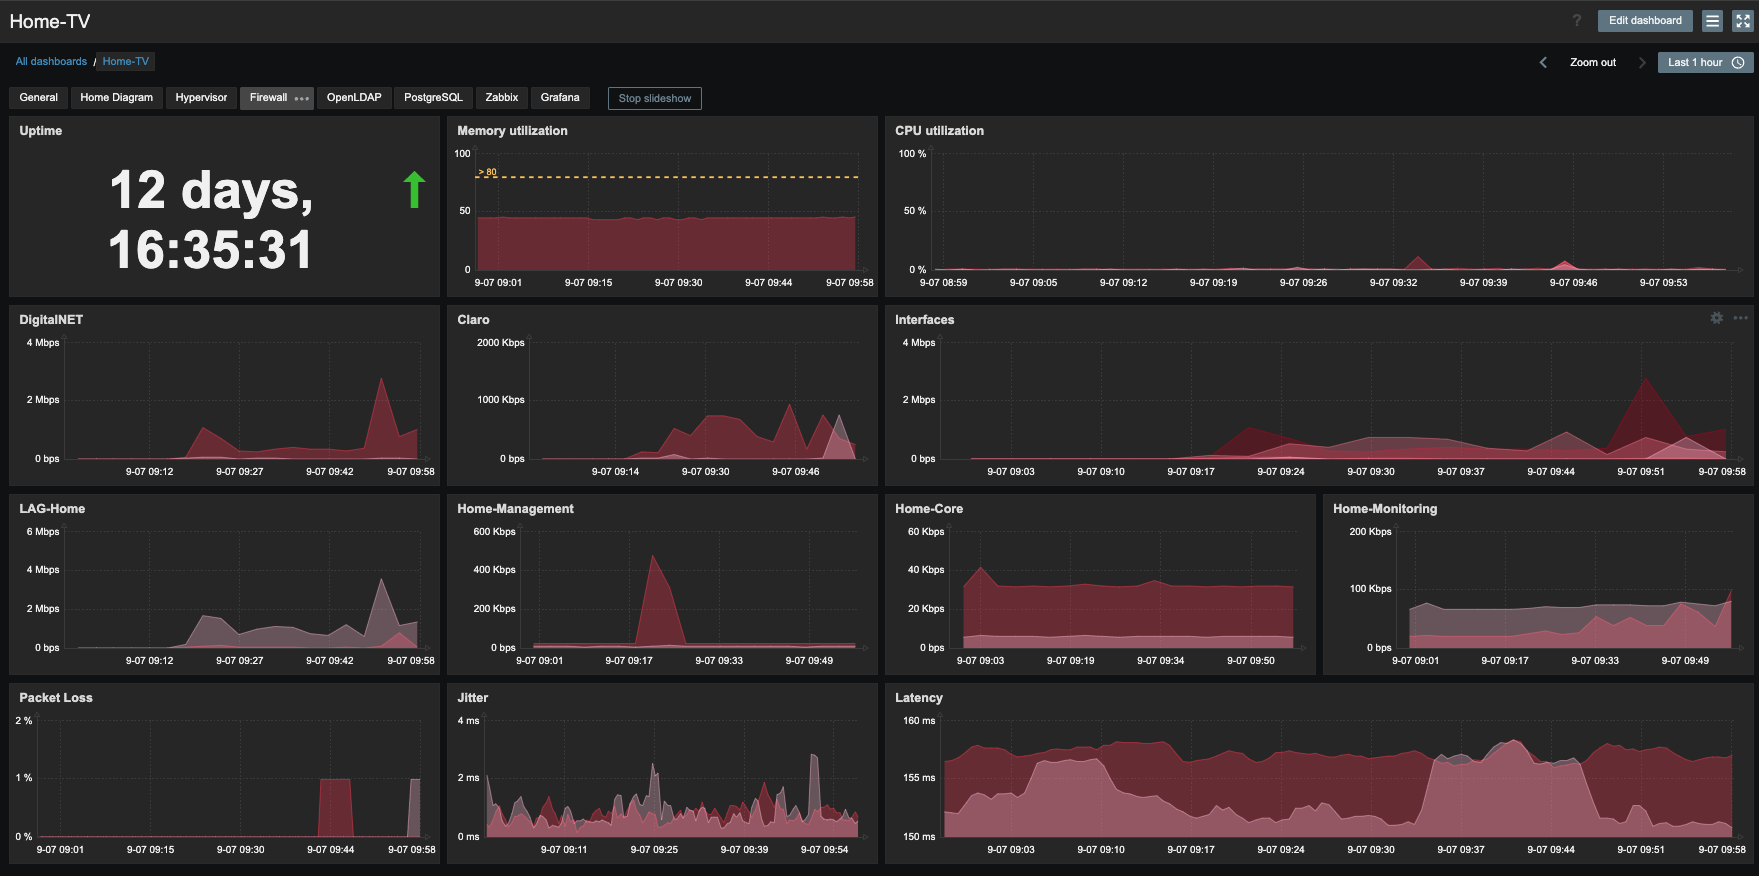 Home-TV
? Edit dashboard
All dashboards / Home-TV
Zoom out
Last 1 hour
General Home Diagram Hypervisor Firewall ••• OpenLDAP PostgreSQL Zabbix Grafana Stop slideshow
Uptime
12 days,
16:35:31
Memory utilization
100
> 80
50
0
9-07 09:01 9-07 09:15 9-07 09:30 9-07 09:44 9-07 09:58
CPU utilization
100 %
50 %
0 %
9-07 08:59 9-07 09:05 9-07 09:12 9-07 09:19 9-07 09:26 9-07 09:32 9-07 09:39 9-07 09:46 9-07 09:53
DigitalNET
4 Mbps
2 Mbps
0 bps
9-07 09:12 9-07 09:27 9-07 09:42 9-07 09:58
Claro
2000 Kbps
1000 Kbps
0 bps
9-07 09:14 9-07 09:30 9-07 09:46
Interfaces
4 Mbps
2 Mbps
0 bps
9-07 09:03 9-07 09:10 9-07 09:17 9-07 09:24 9-07 09:30 9-07 09:37 9-07 09:44 9-07 09:51 9-07 09:58
LAG-Home
6 Mbps
4 Mbps
2 Mbps
0 bps
9-07 09:12 9-07 09:27 9-07 09:42 9-07 09:58
Home-Management
600 Kbps
400 Kbps
200 Kbps
0 bps
9-07 09:01 9-07 09:17 9-07 09:33 9-07 09:49
Home-Core
60 Kbps
40 Kbps
20 Kbps
0 bps
9-07 09:03 9-07 09:19 9-07 09:34 9-07 09:50
Home-Monitoring
200 Kbps
100 Kbps
0 bps
9-07 09:01 9-07 09:17 9-07 09:33 9-07 09:49
Packet Loss
2 %
1 %
0 %
9-07 09:01 9-07 09:15 9-07 09:30 9-07 09:44 9-07 09:58
Jitter
4 ms
2 ms
0 ms
9-07 09:11 9-07 09:25 9-07 09:39 9-07 09:54
Latency
160 ms
155 ms
150 ms
9-07 09:03 9-07 09:10 9-07 09:17 9-07 09:24 9-07 09:30 9-07 09:37 9-07 09:44 9-07 09:51 9-07 09:58